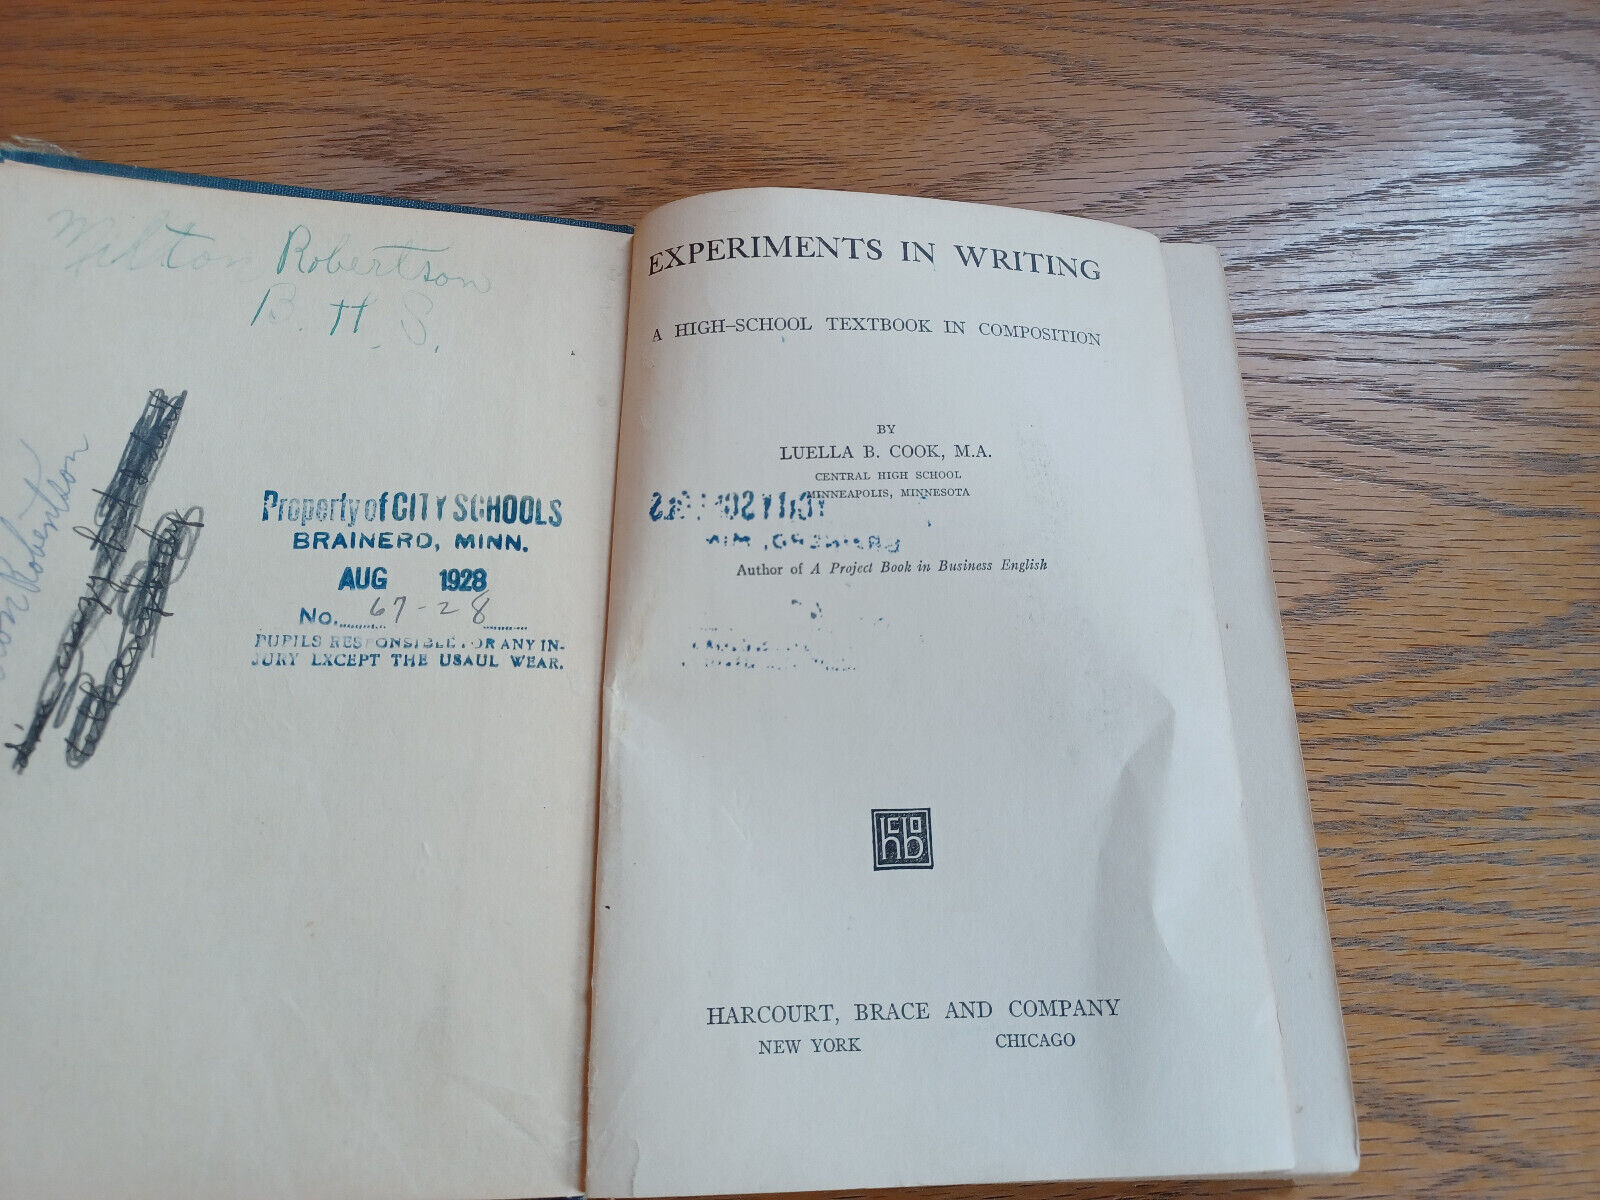 Milton Robertson
B. H. S.
Robertson
Property of CITY SCHOOLS
BRAINERD, MINN.
AUG 1928
No. 67-28
PUPILS RESPONSIBLE FOR ANY IN-
JURY EXCEPT THE USAUL WEAR.
EXPERIMENTS IN WRITING
A HIGH-SCHOOL TEXTBOOK IN COMPOSITION
BY
LUELLA B. COOK, M.A.
CENTRAL HIGH SCHOOL
MINNEAPOLIS, MINNESOTA
Author of A Project Book in Business English
hcbo
HARCOURT, BRACE AND COMPANY
NEW YORK CHICAGO